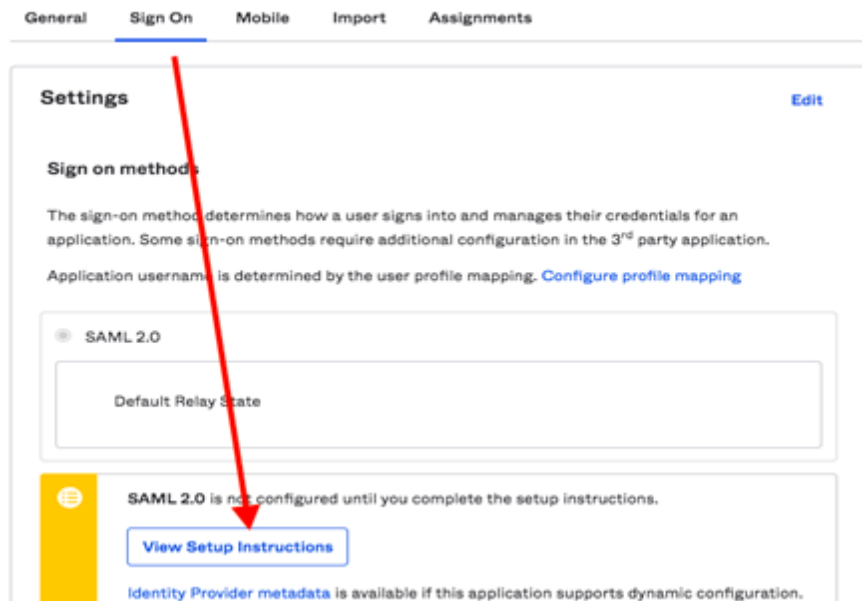 General Sign On Mobile Import Assignments
Settings Edit
Sign on methods
The sign-on method determines how a user signs into and manages their credentials for an
application. Some sign-on methods require additional configuration in the 3rd party application.
Application username is determined by the user profile mapping. Configure profile mapping
SAML 2.0
Default Relay State
SAML 2.0 is not configured until you complete the setup instructions.
View Setup Instructions
Identity Provider metadata is available if this application supports dynamic configuration.